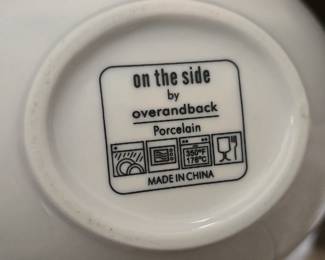 on the side
by
overandback
Porcelain
350°F
176°C
MADE IN CHINA